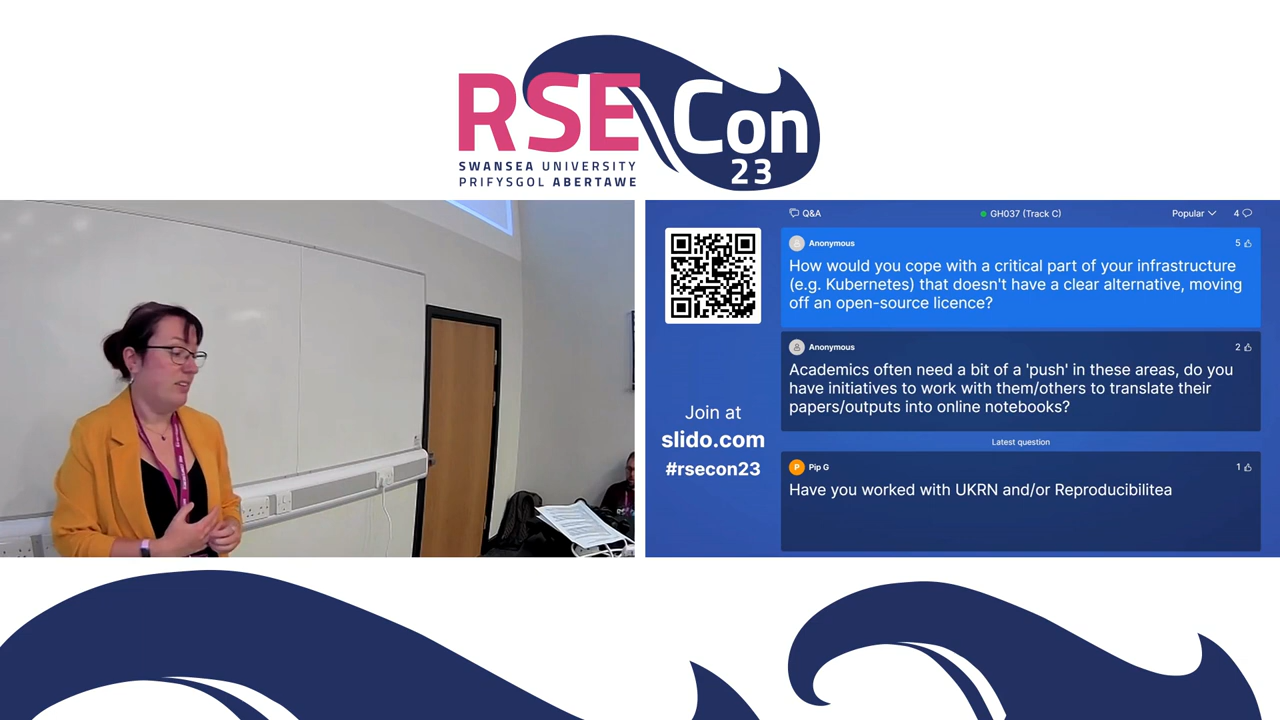 RSE Con
23
SWANSEA UNIVERSITY
PRIFYSGOL ABERTAWE
Q&A
GH037 (Track C)
Popular
4
Anonymous
5
How would you cope with a critical part of your infrastructure
(e.g. Kubernetes) that doesn't have a clear alternative, moving
off an open-source licence?
Anonymous
2
Academics often need a bit of a 'push' in these areas, do you
have initiatives to work with them/others to translate their
papers/outputs into online notebooks?
Join at
slido.com
#rsecon23
Latest question
P
Pip G
1
Have you worked with UKRN and/or Reproducibilitea